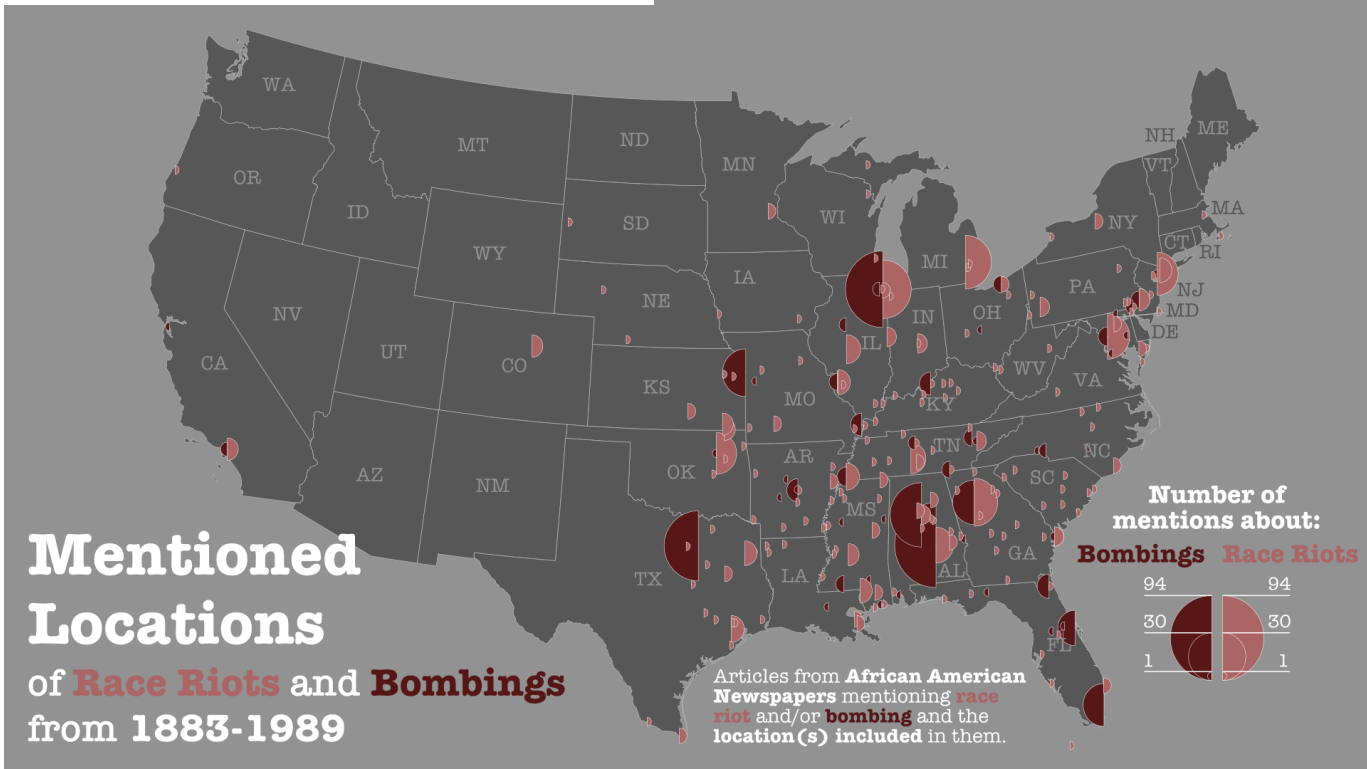 WA
MT
ND
MN
OR
ID
SD
WI
WY
MI
NH
ME
VT
NY
MA
CT
RI
IA
NE
NV
UT
CO
CA
IL
IN
OH
PA
NJ
MD
DE
KS
MO
KY
WV
VA
AZ
NM
OK
AR
TN
NC
SC
MS
AL
GA
TX
LA
FL
Mentioned
Locations
of Race Riots and Bombings
from 1883-1989
Articles from African American
Newspapers mentioning race
riot and/or bombing and the
location(s) included in them.
Number of
mentions about:
Bombings Race Riots
94 94
30 30
1 1